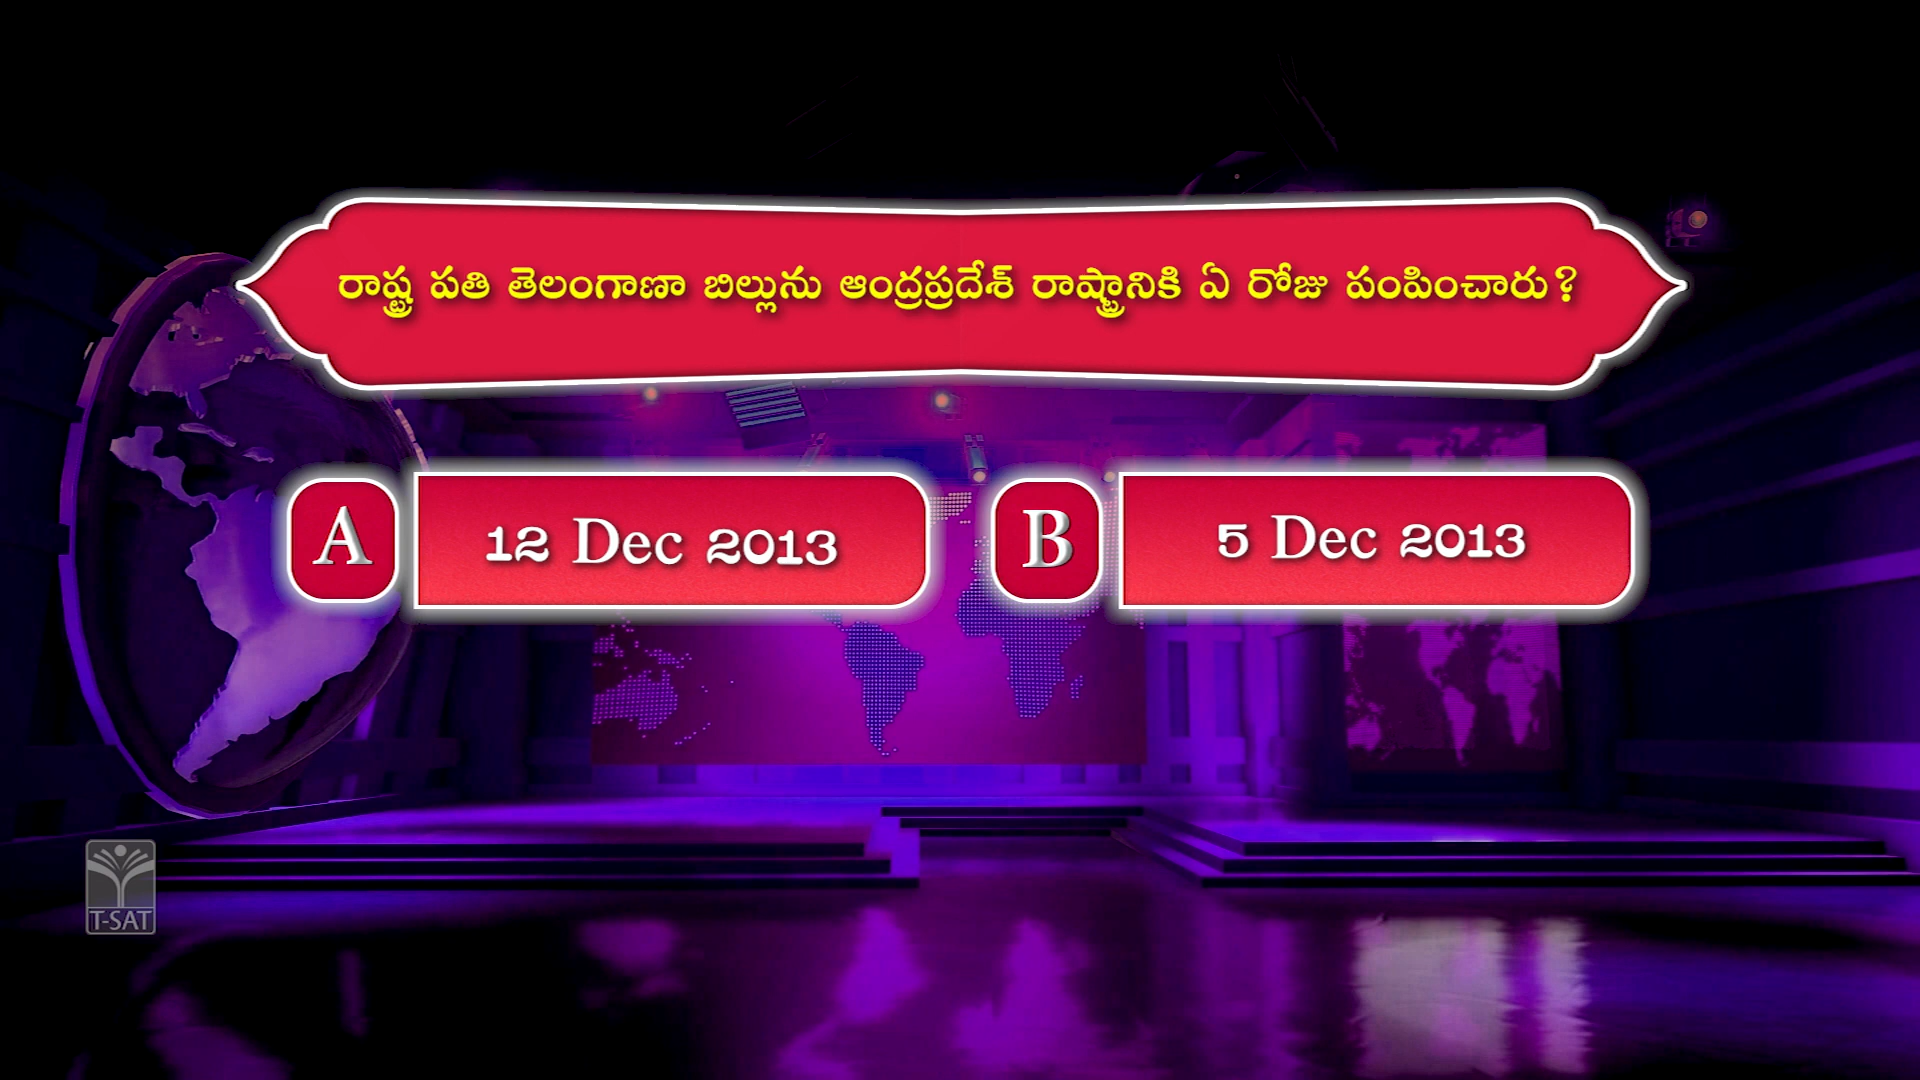 రాష్ట్ర పతి తెలంగాణా బిల్లును ఆంద్రప్రదేశ్ రాష్ట్రానికి ఏ రోజు పంపించారు?
A 12 Dec 2013
B 5 Dec 2013
T-SAT